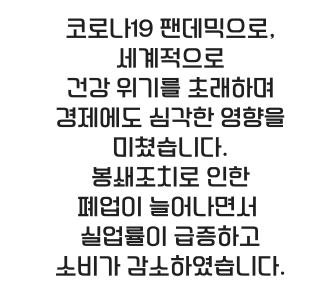 코로나19 팬데믹으로,
세계적으로
건강 위기를 초래하며
경제에도 심각한 영향을
미쳤습니다.
봉쇄조치로 인한
폐업이 늘어나면서
실업률이 급증하고
소비가 감소하였습니다.